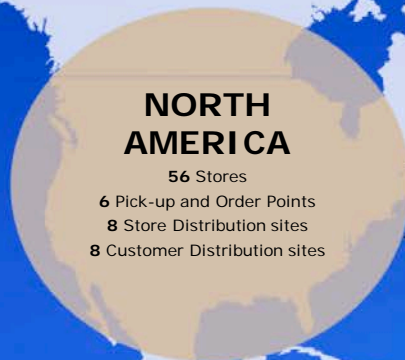 NORTH
AMERICA
56 Stores
6 Pick-up and Order Points
8 Store Distribution sites
8 Customer Distribution sites